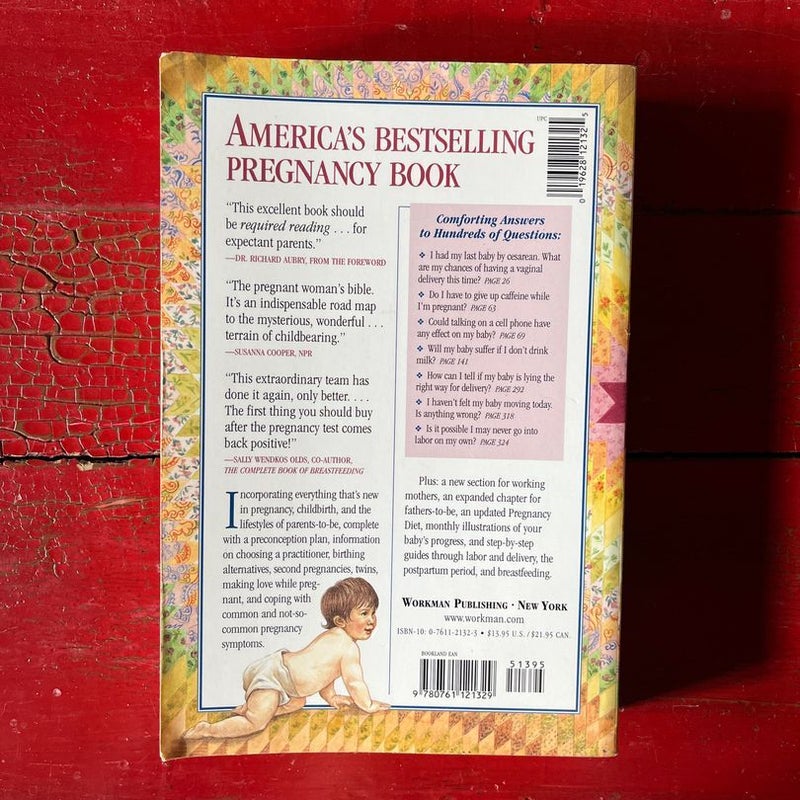 AMERICA'S BESTSELLING
PREGNANCY BOOK
UPC
0 19628 12132 5
“This excellent book should
be required reading . . . for
expectant parents.”
—DR. RICHARD AUBRY, FROM THE FOREWORD
“The pregnant woman's bible.
It's an indispensable road map
to the mysterious, wonderful . . .
terrain of childbearing.”
—SUSANNA COOPER, NPR
“This extraordinary team has
done it again, only better. . . .
The first thing you should buy
after the pregnancy test comes
back positive!”
—SALLY WENDKOS OLDS, CO-AUTHOR,
THE COMPLETE BOOK OF BREASTFEEDING
Incorporating everything that's new
in pregnancy, childbirth, and the
lifestyles of parents-to-be, complete
with a preconception plan, information
on choosing a practitioner, birthing
alternatives, second pregnancies, twins,
making love while preg-
nant, and coping with
common and not-so-
common pregnancy
symptoms.
Comforting Answers
to Hundreds of Questions:
❖ I had my last baby by cesarean. What
are my chances of having a vaginal
delivery this time? PAGE 26
❖ Do I have to give up caffeine while
I'm pregnant? PAGE 63
❖ Could talking on a cell phone have
any effect on my baby? PAGE 69
❖ Will my baby suffer if I don't drink
milk? PAGE 141
❖ How can I tell if my baby is lying the
right way for delivery? PAGE 292
❖ I haven't felt my baby moving today.
Is anything wrong? PAGE 318
❖ Is it possible I may never go into
labor on my own? PAGE 324
Plus: a new section for working
mothers, an expanded chapter for
fathers-to-be, an updated Pregnancy
Diet, monthly illustrations of your
baby's progress, and step-by-step
guides through labor and delivery, the
postpartum period, and breastfeeding.
WORKMAN PUBLISHING • NEW YORK
www.workman.com
ISBN-10: 0-7611-2132-3 • $13.95 U.S. / $21.95 CAN.
BOOKLAND EAN
51395
9 780761 121329